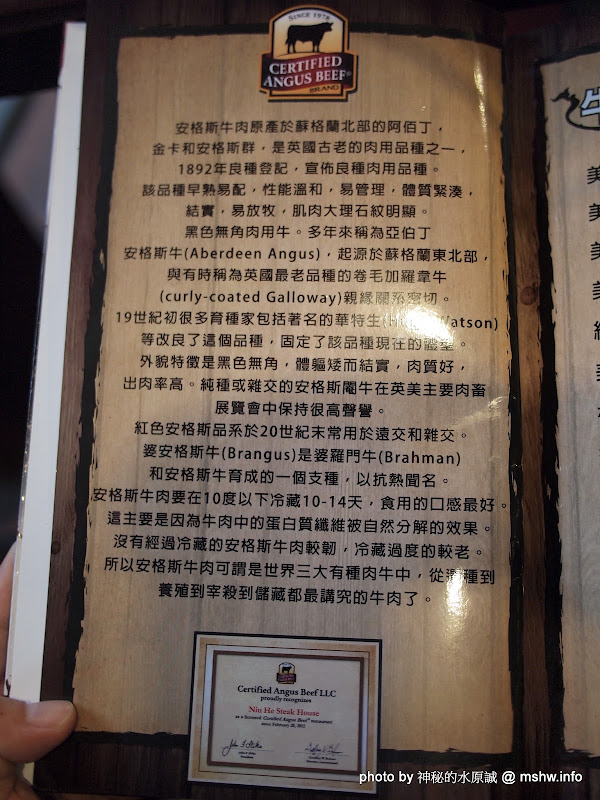 SINCE 1978
CERTIFIED
ANGUS BEEF®
BRAND
安格斯牛肉原產於蘇格蘭北部的阿伯丁，
金卡和安格斯群，是英國古老的肉用品種之一，
1892年良種登記，宣佈良種肉用品種。
該品種早熟易配，性能溫和，易管理，體質緊湊，
結實，易放牧，肌肉大理石紋明顯。
黑色無角肉用牛。多年來稱為亞伯丁
安格斯牛(Aberdeen Angus)，起源於蘇格蘭東北部，
與有時稱為英國最老品種的卷毛加羅韋牛
(curly-coated Galloway)親緣關系密切。
19世紀初很多育種家包括著名的華特生( Watson)
等改良了這個品種，固定了該品種現在的體型。
外貌特徵是黑色無角，體軀矮而結實，肉質好，
出肉率高。純種或雜交的安格斯閹牛在英美主要肉畜
展覽會中保持很高聲譽。
紅色安格斯品系於20世紀末常用於遠交和雜交。
婆安格斯牛(Brangus)是婆羅門牛(Brahman)
和安格斯牛育成的一個支種，以抗熱聞名。
安格斯牛肉要在10度以下冷藏10-14天，食用的口感最好。
這主要是因為牛肉中的蛋白質纖維被自然分解的效果。
沒有經過冷藏的安格斯牛肉較韌，冷藏過度的較老。
所以安格斯牛肉可謂是世界三大有種肉牛中，從選種到
養殖到宰殺到儲藏都最講究的牛肉了。
Certified Angus Beef LLC
proudly recognizes
Niu He Steak House
as a licensed Certified Angus Beef® restaurant
since February 28, 2012
牛
美
美
美
美
photo by 神秘的水原誠 @ mshw.info